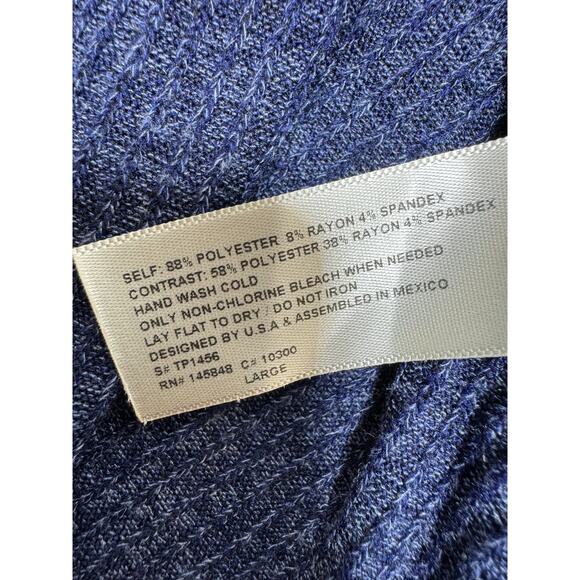 SELF: 88% POLYESTER 8% RAYON 4% SPANDEX
CONTRAST: 58% POLYESTER 38% RAYON 4% SPANDEX
HAND WASH COLD
ONLY NON-CHLORINE BLEACH WHEN NEEDED
LAY FLAT TO DRY / DO NOT IRON
DESIGNED BY U.S.A & ASSEMBLED IN MEXICO
S# TP1456
RN# 145848 C# 10300
LARGE